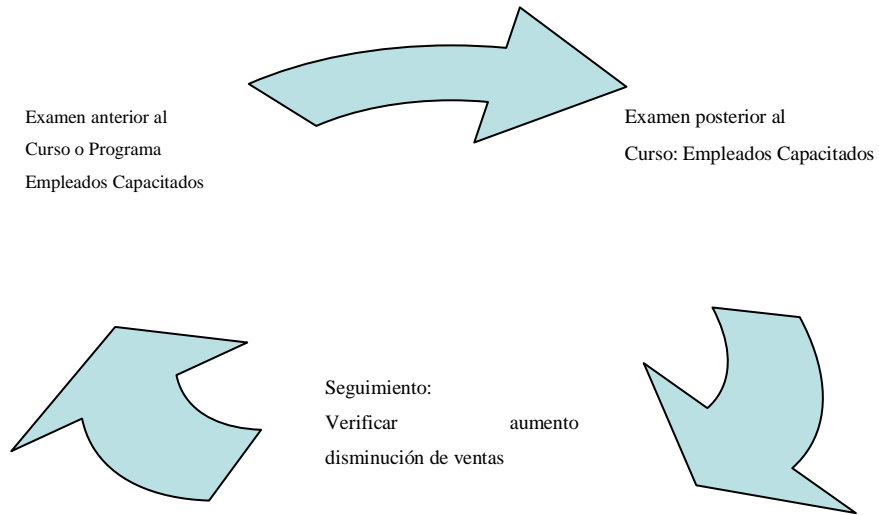 Examen anterior al
Curso o Programa
Empleados Capacitados
Examen posterior al
Curso: Empleados Capacitados
Seguimiento:
Verificar aumento
disminución de ventas